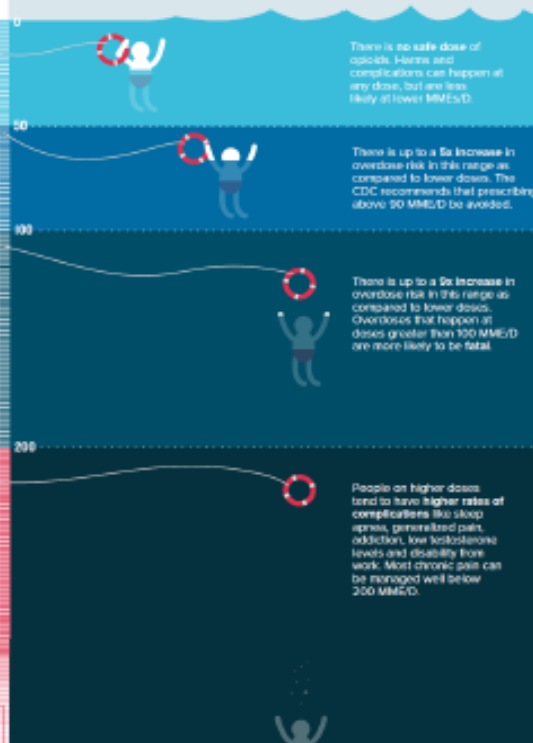 0
There is no safe dose of
opioids. Harms and
complications can happen at
any dose, but are less
likely at lower MMEs/D.
50
There is up to a 5x increase in
overdose risk in this range as
compared to lower doses. The
CDC recommends that prescribing
above 90 MME/D be avoided.
100
There is up to a 9x increase in
overdose risk in this range as
compared to lower doses.
Overdoses that happen at
doses greater than 100 MME/D
are more likely to be fatal.
200
People on higher doses
tend to have higher rates of
complications like sleep
apnea, generalized pain,
addiction, low testosterone
levels and disability from
work. Most chronic pain can
be managed well below
200 MME/D.